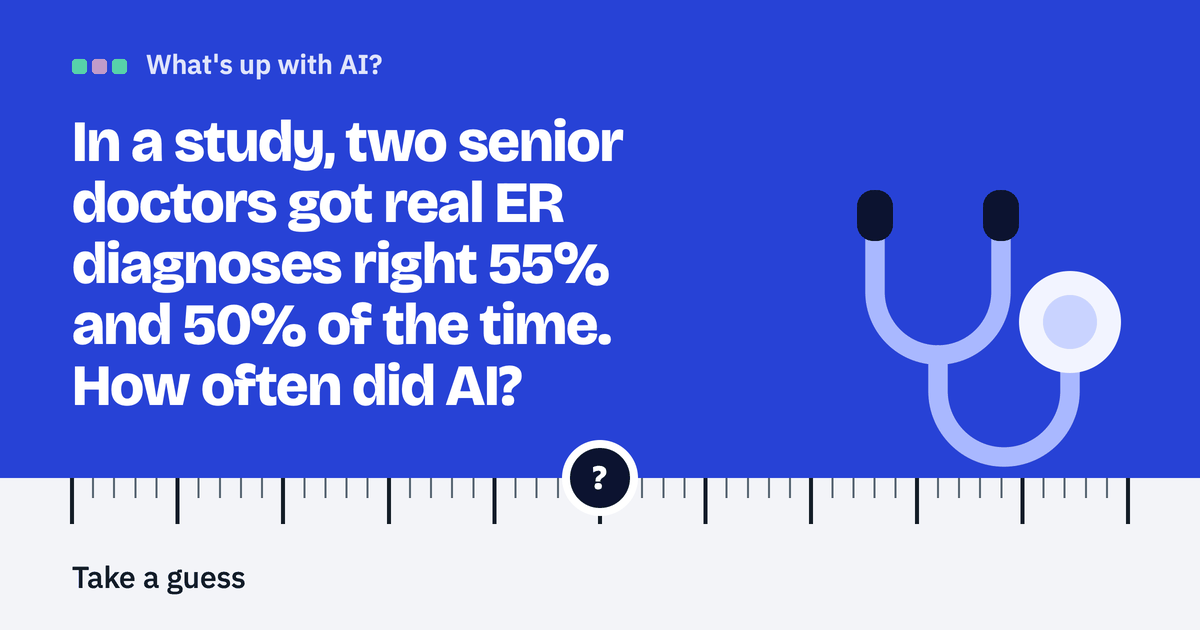 What's up with AI?
In a study, two senior
doctors got real ER
diagnoses right 55%
and 50% of the time.
How often did AI?
?
Take a guess